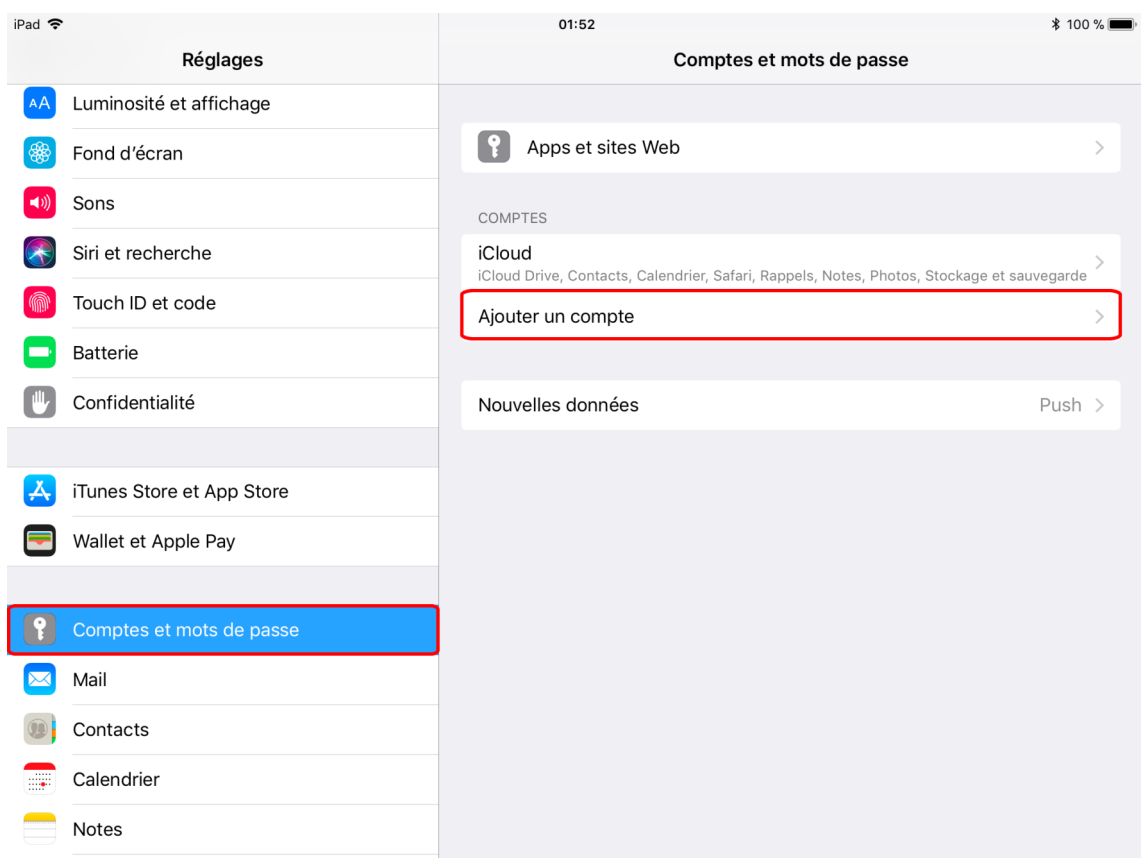 iPad
01:52
100 %
Réglages
Comptes et mots de passe
AA
Luminosité et affichage
Fond d’écran
Sons
Siri et recherche
Touch ID et code
Batterie
Confidentialité
iTunes Store et App Store
Wallet et Apple Pay
Comptes et mots de passe
Mail
Contacts
Calendrier
Notes
Apps et sites Web
COMPTES
iCloud
iCloud Drive, Contacts, Calendrier, Safari, Rappels, Notes, Photos, Stockage et sauvegarde
Ajouter un compte
Nouvelles données
Push